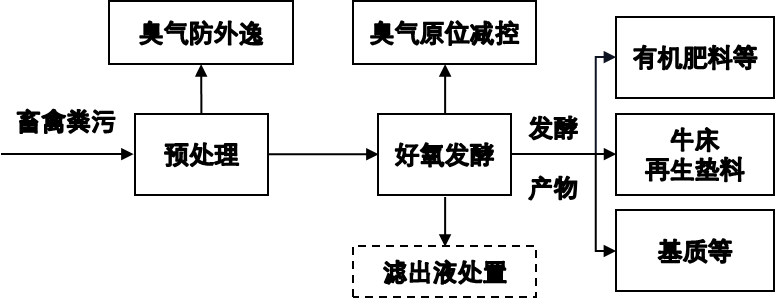 臭气防外逸
臭气原位减控
有机肥料等
畜禽粪污
预处理
好氧发酵
发酵
产物
牛床
再生垫料
滤出液处置
基质等